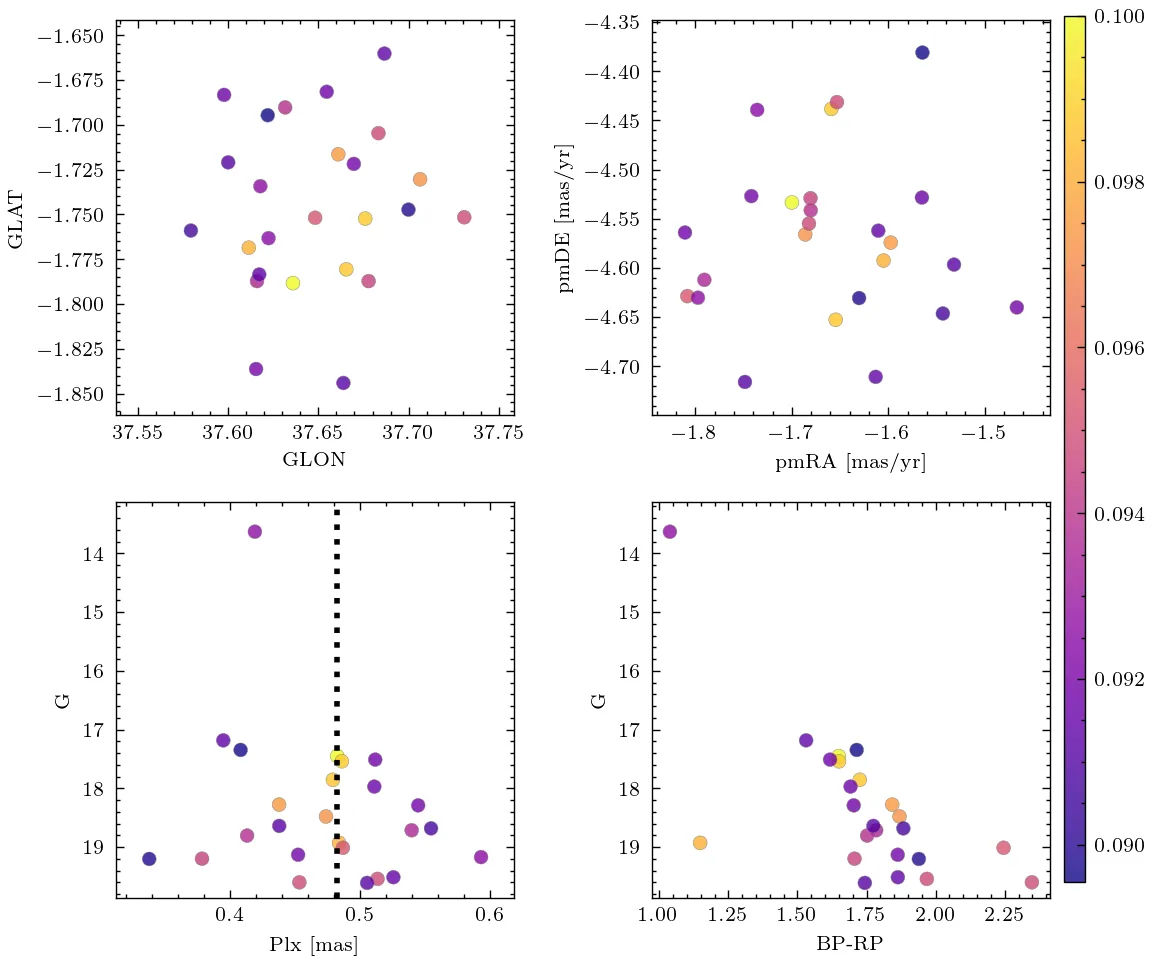 −1.650
−1.675
−1.700
−1.725
−1.750
−1.775
−1.800
−1.825
−1.850
GLAT
37.55 37.60 37.65 37.70 37.75
GLON
−4.35
−4.40
−4.45
−4.50
−4.55
−4.60
−4.65
−4.70
pmDE [mas/yr]
−1.8 −1.7 −1.6 −1.5
pmRA [mas/yr]
14
15
16
17
18
19
G
0.4 0.5 0.6
Plx [mas]
14
15
16
17
18
19
G
1.00 1.25 1.50 1.75 2.00 2.25
BP-RP
0.100
0.098
0.096
0.094
0.092
0.090